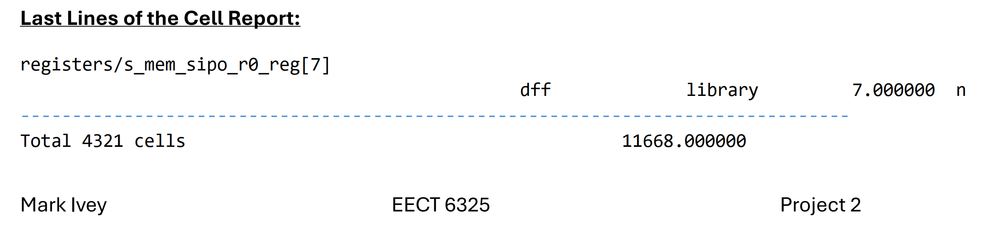 Last Lines of the Cell Report:
registers/s_mem_sipo_r0_reg[7]
dff library 7.000000 n
--------------------------------------------------------------------------------
Total 4321 cells 11668.000000
Mark Ivey EECT 6325 Project 2